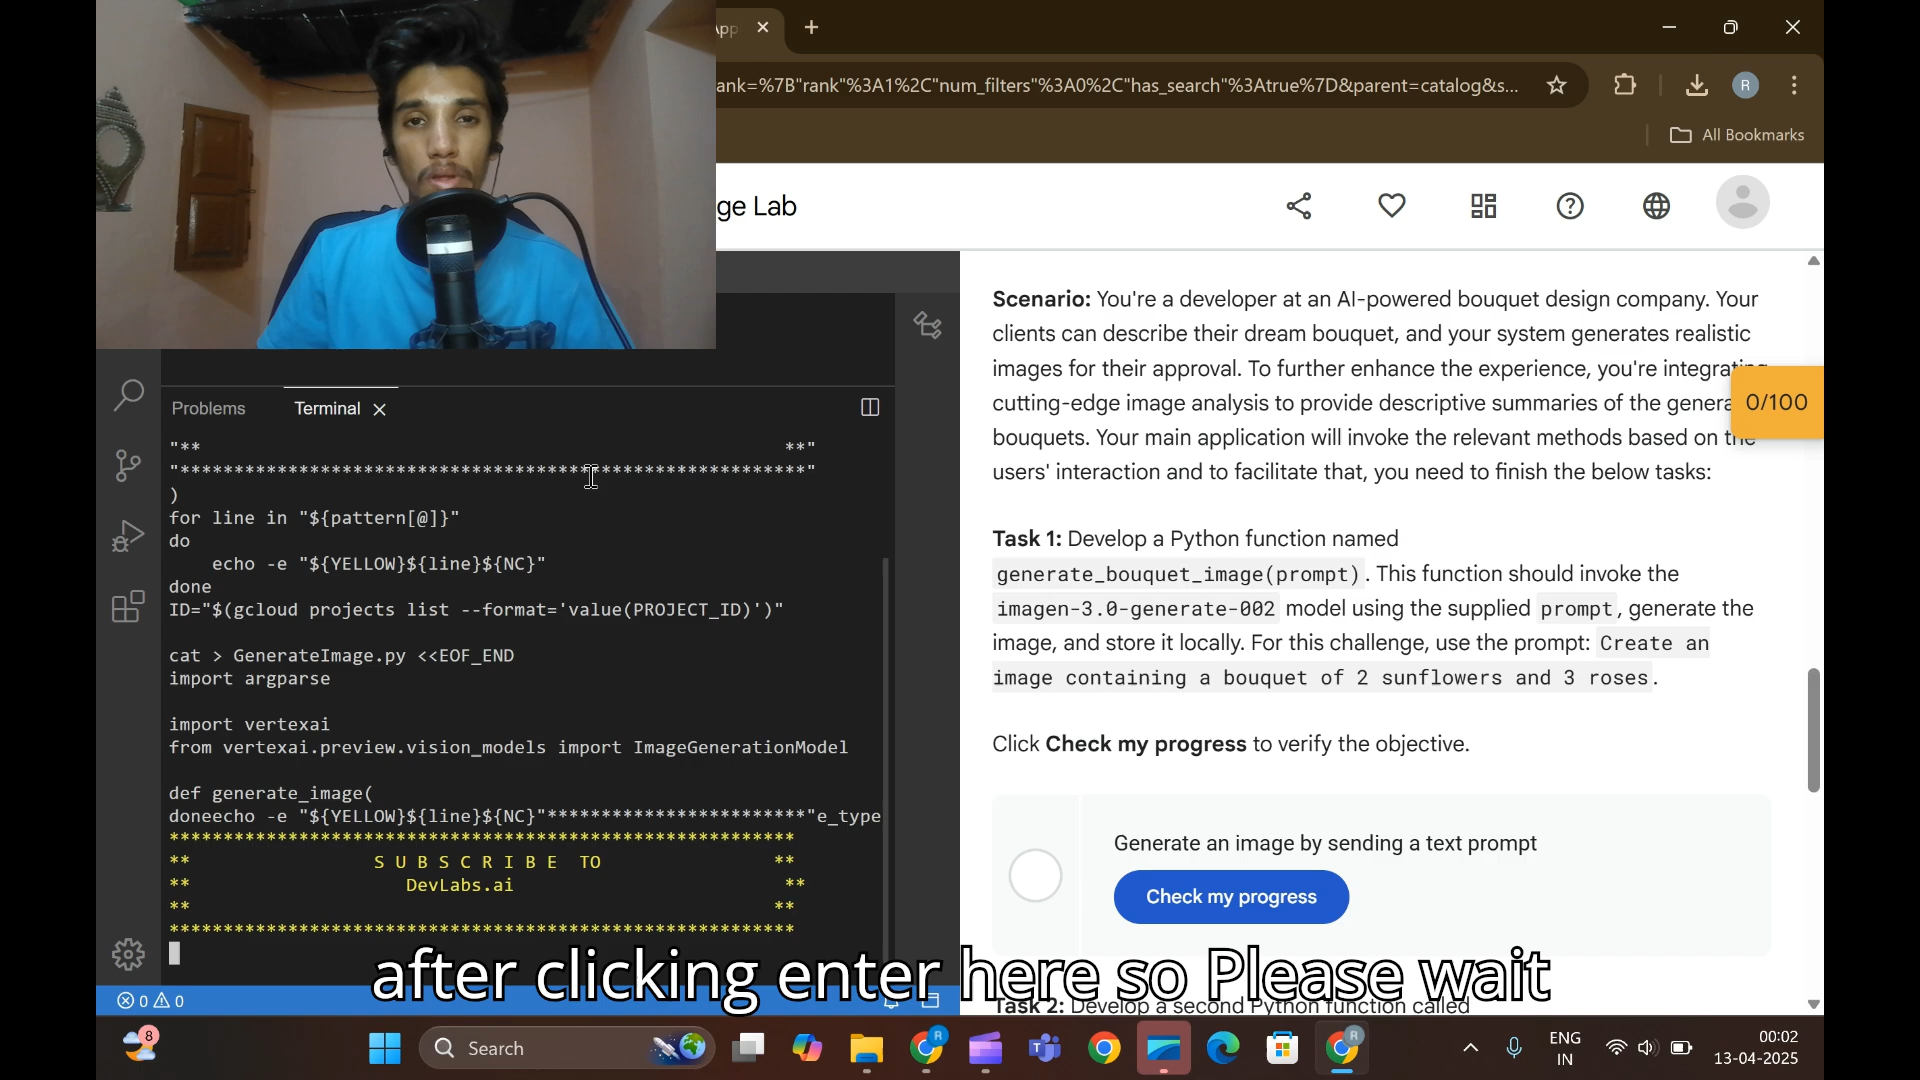 App
ank=%7B"rank"%3A1%2C"num_filters"%3A0%2C"has_search"%3Atrue%7D&parent=catalog&s...
R
All Bookmarks
ge Lab
Problems
Terminal
"** **"
"**********************************************************"
)
for line in "${pattern[@]}"
do
echo -e "${YELLOW}${line}${NC}"
done
ID="$(gcloud projects list --format='value(PROJECT_ID)')"
cat > GenerateImage.py <<EOF_END
import argparse
import vertexai
from vertexai.preview.vision_models import ImageGenerationModel
def generate_image(
doneecho -e "${YELLOW}${line}${NC}"************************"e_type
**********************************************************
** S U B S C R I B E TO **
** DevLabs.ai **
** **
**********************************************************
0 0
Scenario: You're a developer at an AI-powered bouquet design company. Your
clients can describe their dream bouquet, and your system generates realistic
images for their approval. To further enhance the experience, you're integrating
cutting-edge image analysis to provide descriptive summaries of the genera
bouquets. Your main application will invoke the relevant methods based on the
users' interaction and to facilitate that, you need to finish the below tasks:
0/100
Task 1: Develop a Python function named
generate_bouquet_image(prompt). This function should invoke the
imagen-3.0-generate-002 model using the supplied prompt, generate the
image, and store it locally. For this challenge, use the prompt: Create an
image containing a bouquet of 2 sunflowers and 3 roses.
Click Check my progress to verify the objective.
Generate an image by sending a text prompt
Check my progress
Task 2: Develop a second Python function called
after clicking enter here so Please wait
8
Search
R
R
ENG
IN
00:02
13-04-2025